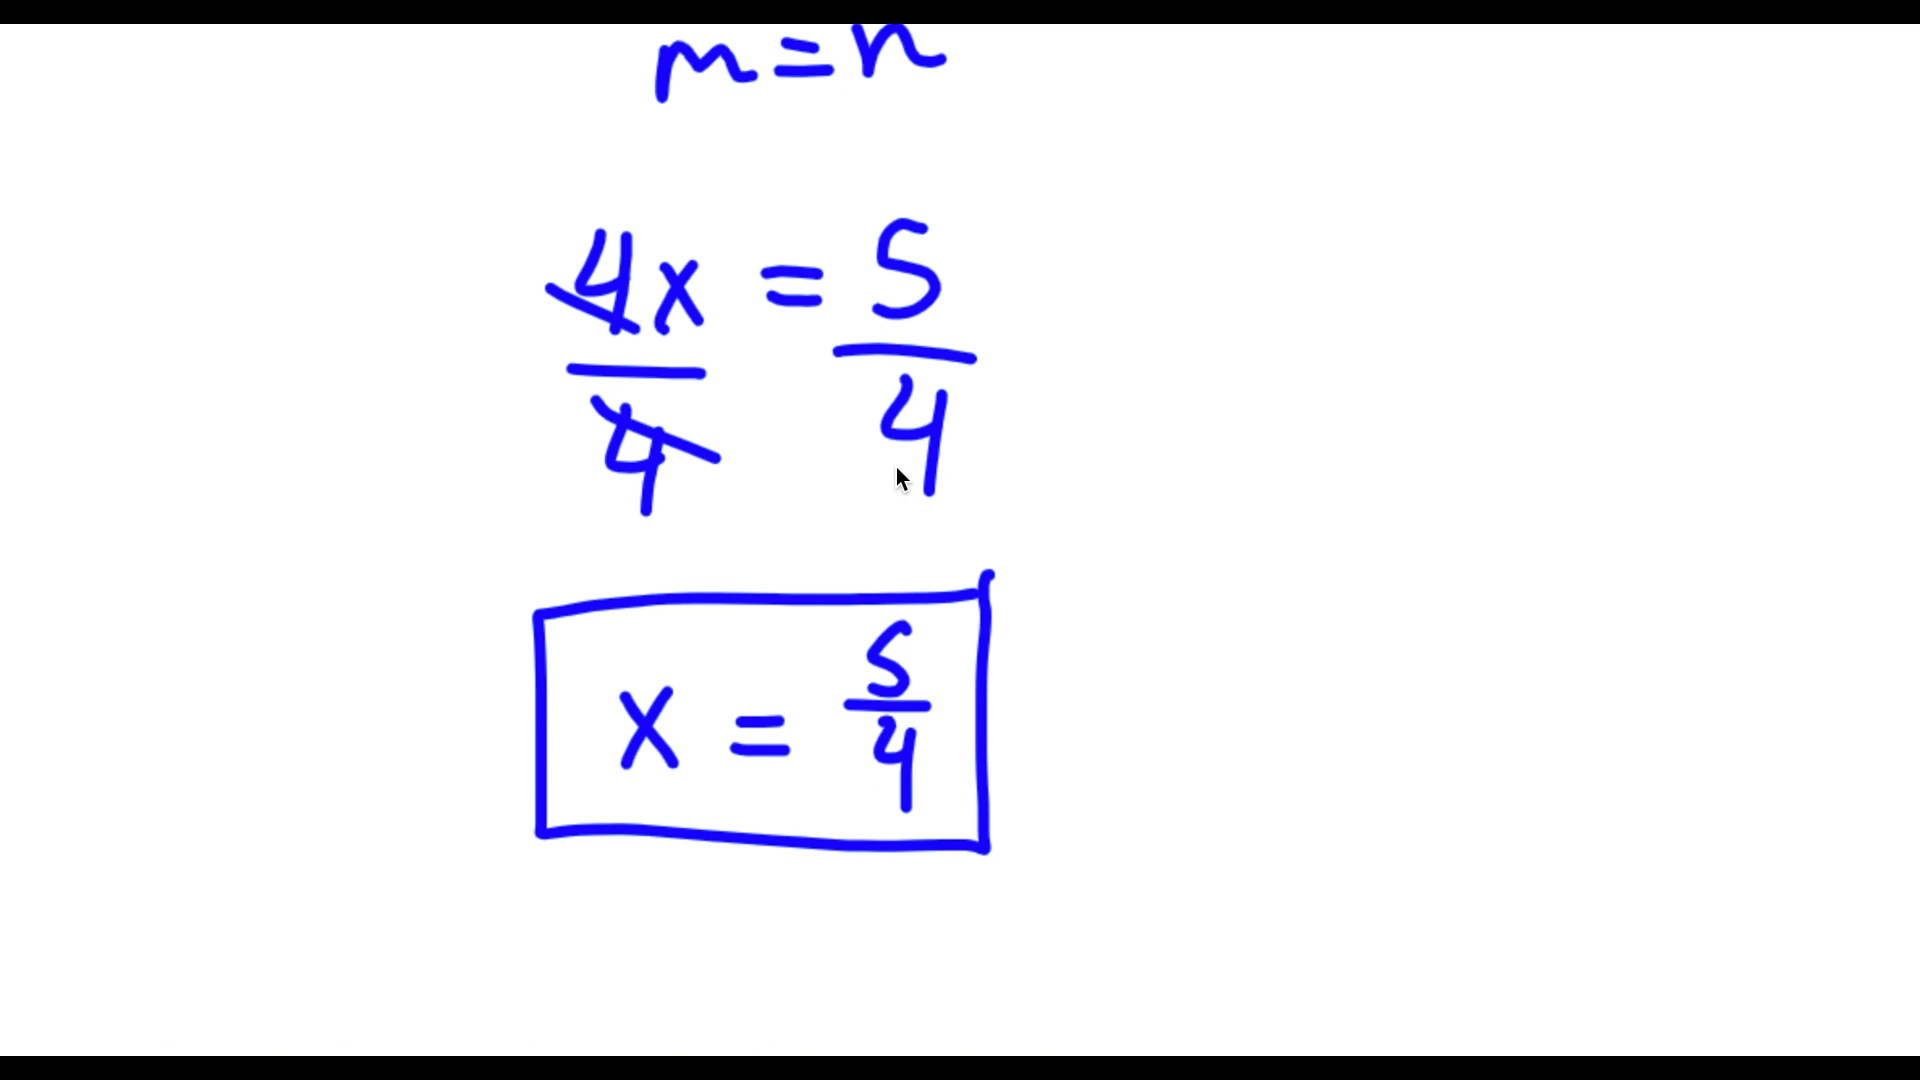 m = n
4x = 5
4 4
x = 5/4